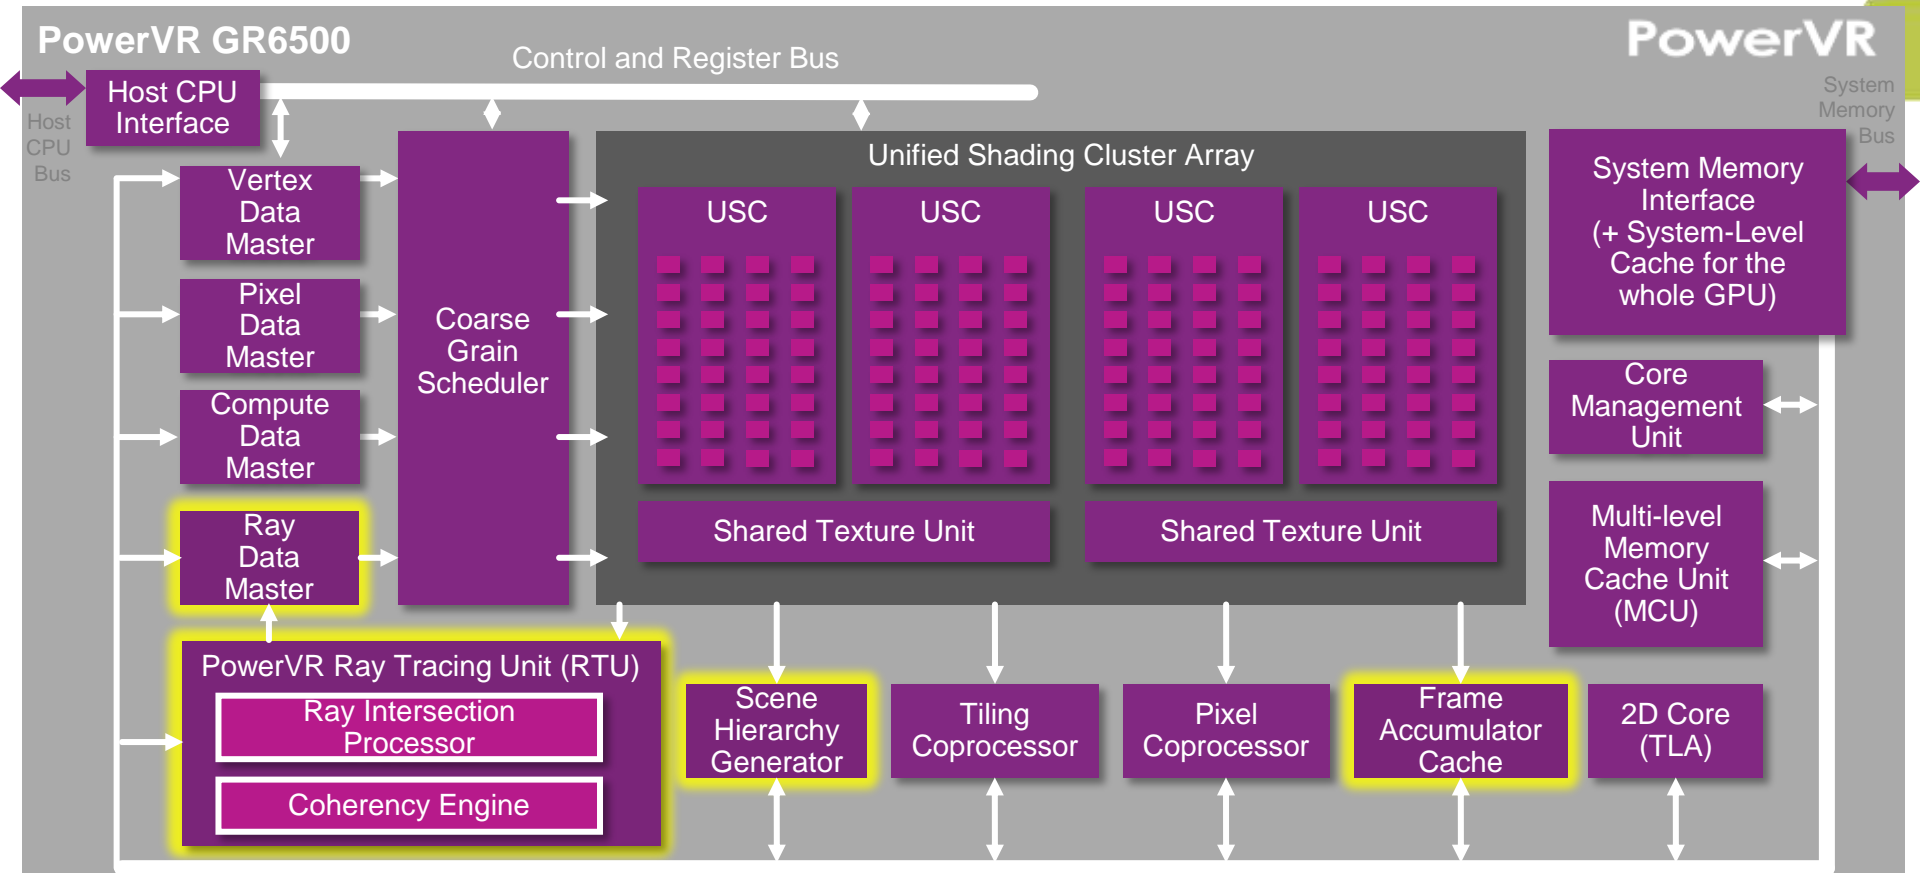 PowerVR GR6500
PowerVR
Control and Register Bus
Host CPU
Interface
Host
CPU
Bus
System
Memory
Bus
Vertex
Data
Master
Pixel
Data
Master
Compute
Data
Master
Ray
Data
Master
Coarse
Grain
Scheduler
Unified Shading Cluster Array
USC
USC
USC
USC
Shared Texture Unit
Shared Texture Unit
System Memory
Interface
(+ System-Level
Cache for the
whole GPU)
Core
Management
Unit
Multi-level
Memory
Cache Unit
(MCU)
PowerVR Ray Tracing Unit (RTU)
Ray Intersection
Processor
Coherency Engine
Scene
Hierarchy
Generator
Tiling
Coprocessor
Pixel
Coprocessor
Frame
Accumulator
Cache
2D Core
(TLA)